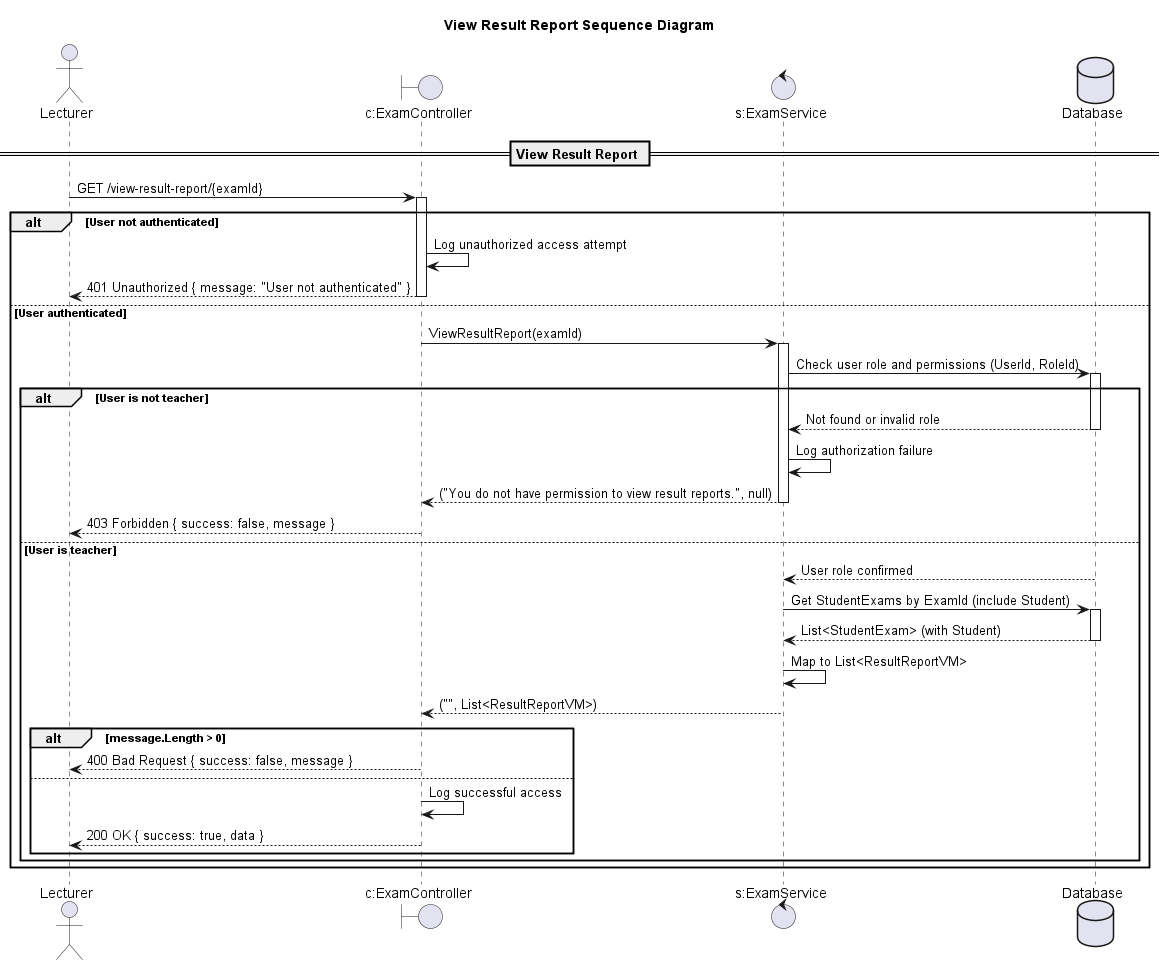 View Result Report Sequence Diagram
Lecturer
c:ExamController
s:ExamService
Database
View Result Report
GET /view-result-report/{examId}
alt
[User not authenticated]
Log unauthorized access attempt
401 Unauthorized { message: "User not authenticated" }
[User authenticated]
ViewResultReport(examId)
Check user role and permissions (UserId, RoleId)
alt
[User is not teacher]
Not found or invalid role
Log authorization failure
("You do not have permission to view result reports.", null)
403 Forbidden { success: false, message }
[User is teacher]
User role confirmed
Get StudentExams by ExamId (include Student)
List<StudentExam> (with Student)
Map to List<ResultReportVM>
("", List<ResultReportVM>)
alt
[message.Length > 0]
400 Bad Request { success: false, message }
Log successful access
200 OK { success: true, data }
Lecturer
c:ExamController
s:ExamService
Database